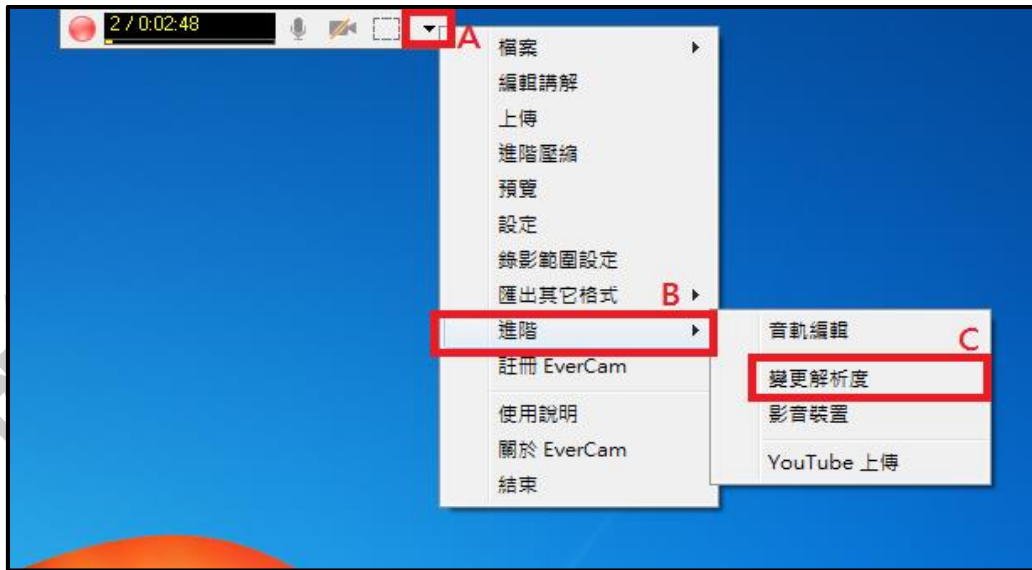 2 / 0:02:48
A
檔案
編輯講解
上傳
進階壓縮
預覽
設定
錄影範圍設定
匯出其它格式 B
進階
音軌編輯 C
註冊 EverCam
變更解析度
使用說明
影音裝置
關於 EverCam
YouTube 上傳
結束